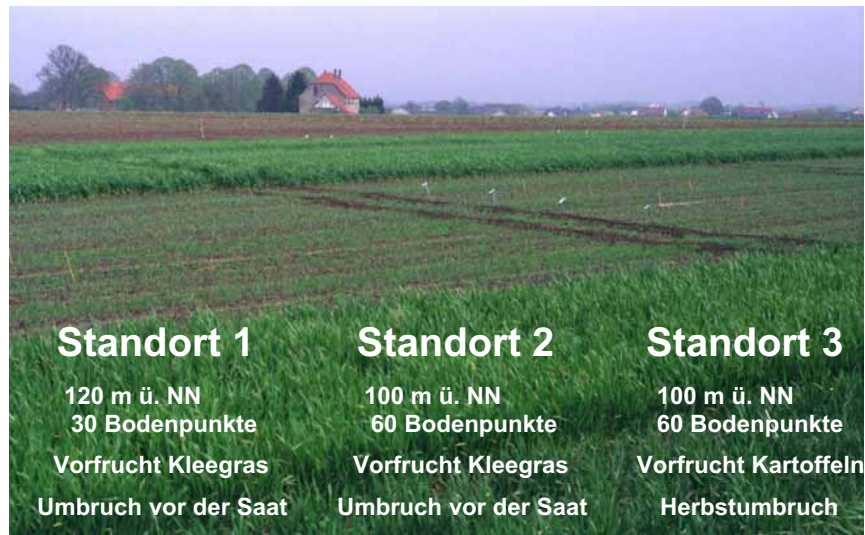 Standort 1
120 m ü. NN
30 Bodenpunkte
Vorfrucht Kleegras
Umbruch vor der Saat
Standort 2
100 m ü. NN
60 Bodenpunkte
Vorfrucht Kleegras
Umbruch vor der Saat
Standort 3
100 m ü. NN
60 Bodenpunkte
Vorfrucht Kartoffeln
Herbstumbruch